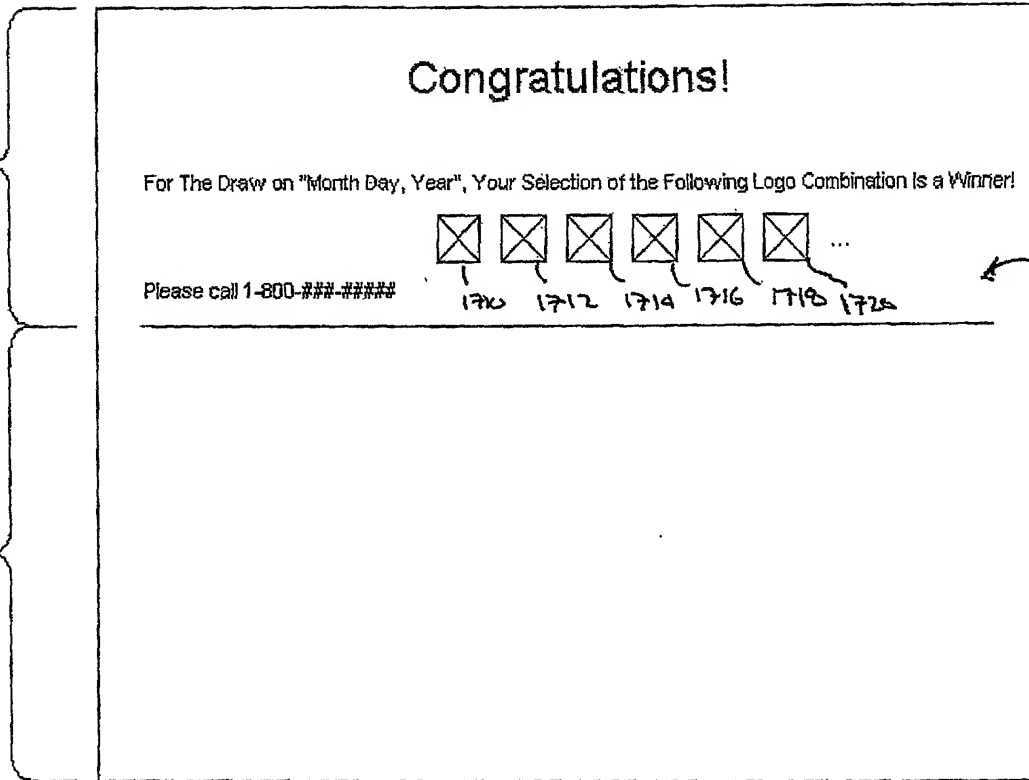 Congratulations!
For The Draw on "Month Day, Year", Your Selection of the Following Logo Combination Is a Winner!
...
Please call 1-800-###-#####
1710 1712 1714 1716 1718 1720